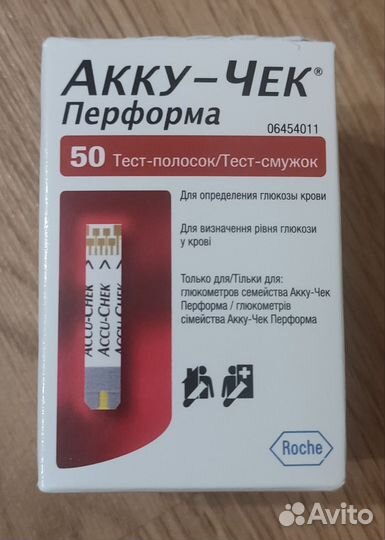 Акку-Чек®
Перформа
06454011
50 Тест-полосок/Тест-смужок
Для определения глюкозы крови
Для визначення рівня глюкози
у крові
Только для/Тільки для:
глюкометров семейства Акку-Чек
Перформа / глюкометрів
сімейства Акку-Чек Перформа
ACCU-CHEK
ACCU-CHEK
ACCU-CHEK
Roche
Avito